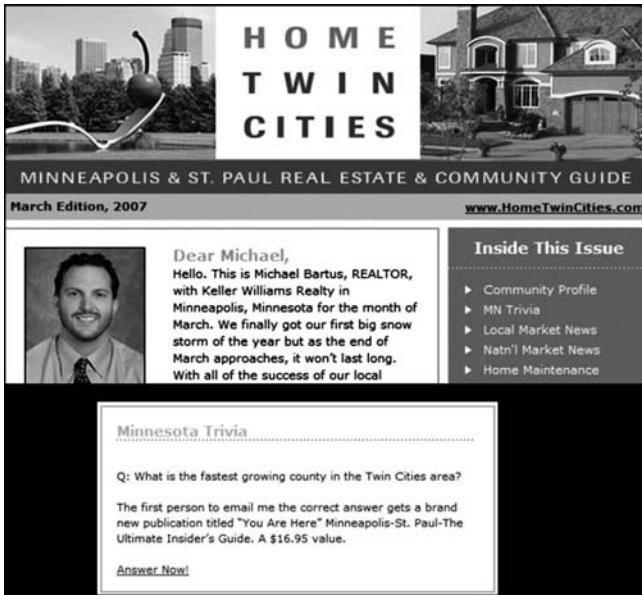 HOME
TWIN
CITIES
MINNEAPOLIS & ST. PAUL REAL ESTATE & COMMUNITY GUIDE
March Edition, 2007
www.HomeTwinCities.com
Dear Michael,
Hello. This is Michael Bartus, REALTOR,
with Keller Williams Realty in
Minneapolis, Minnesota for the month of
March. We finally got our first big snow
storm of the year but as the end of
March approaches, it won't last long.
With all of the success of our local
Inside This Issue
Community Profile
MN Trivia
Local Market News
Natn'l Market News
Home Maintenance
Minnesota Trivia
Q: What is the fastest growing county in the Twin Cities area?
The first person to email me the correct answer gets a brand
new publication titled "You Are Here" Minneapolis-St. Paul-The
Ultimate Insider's Guide. A $16.95 value.
Answer Now!